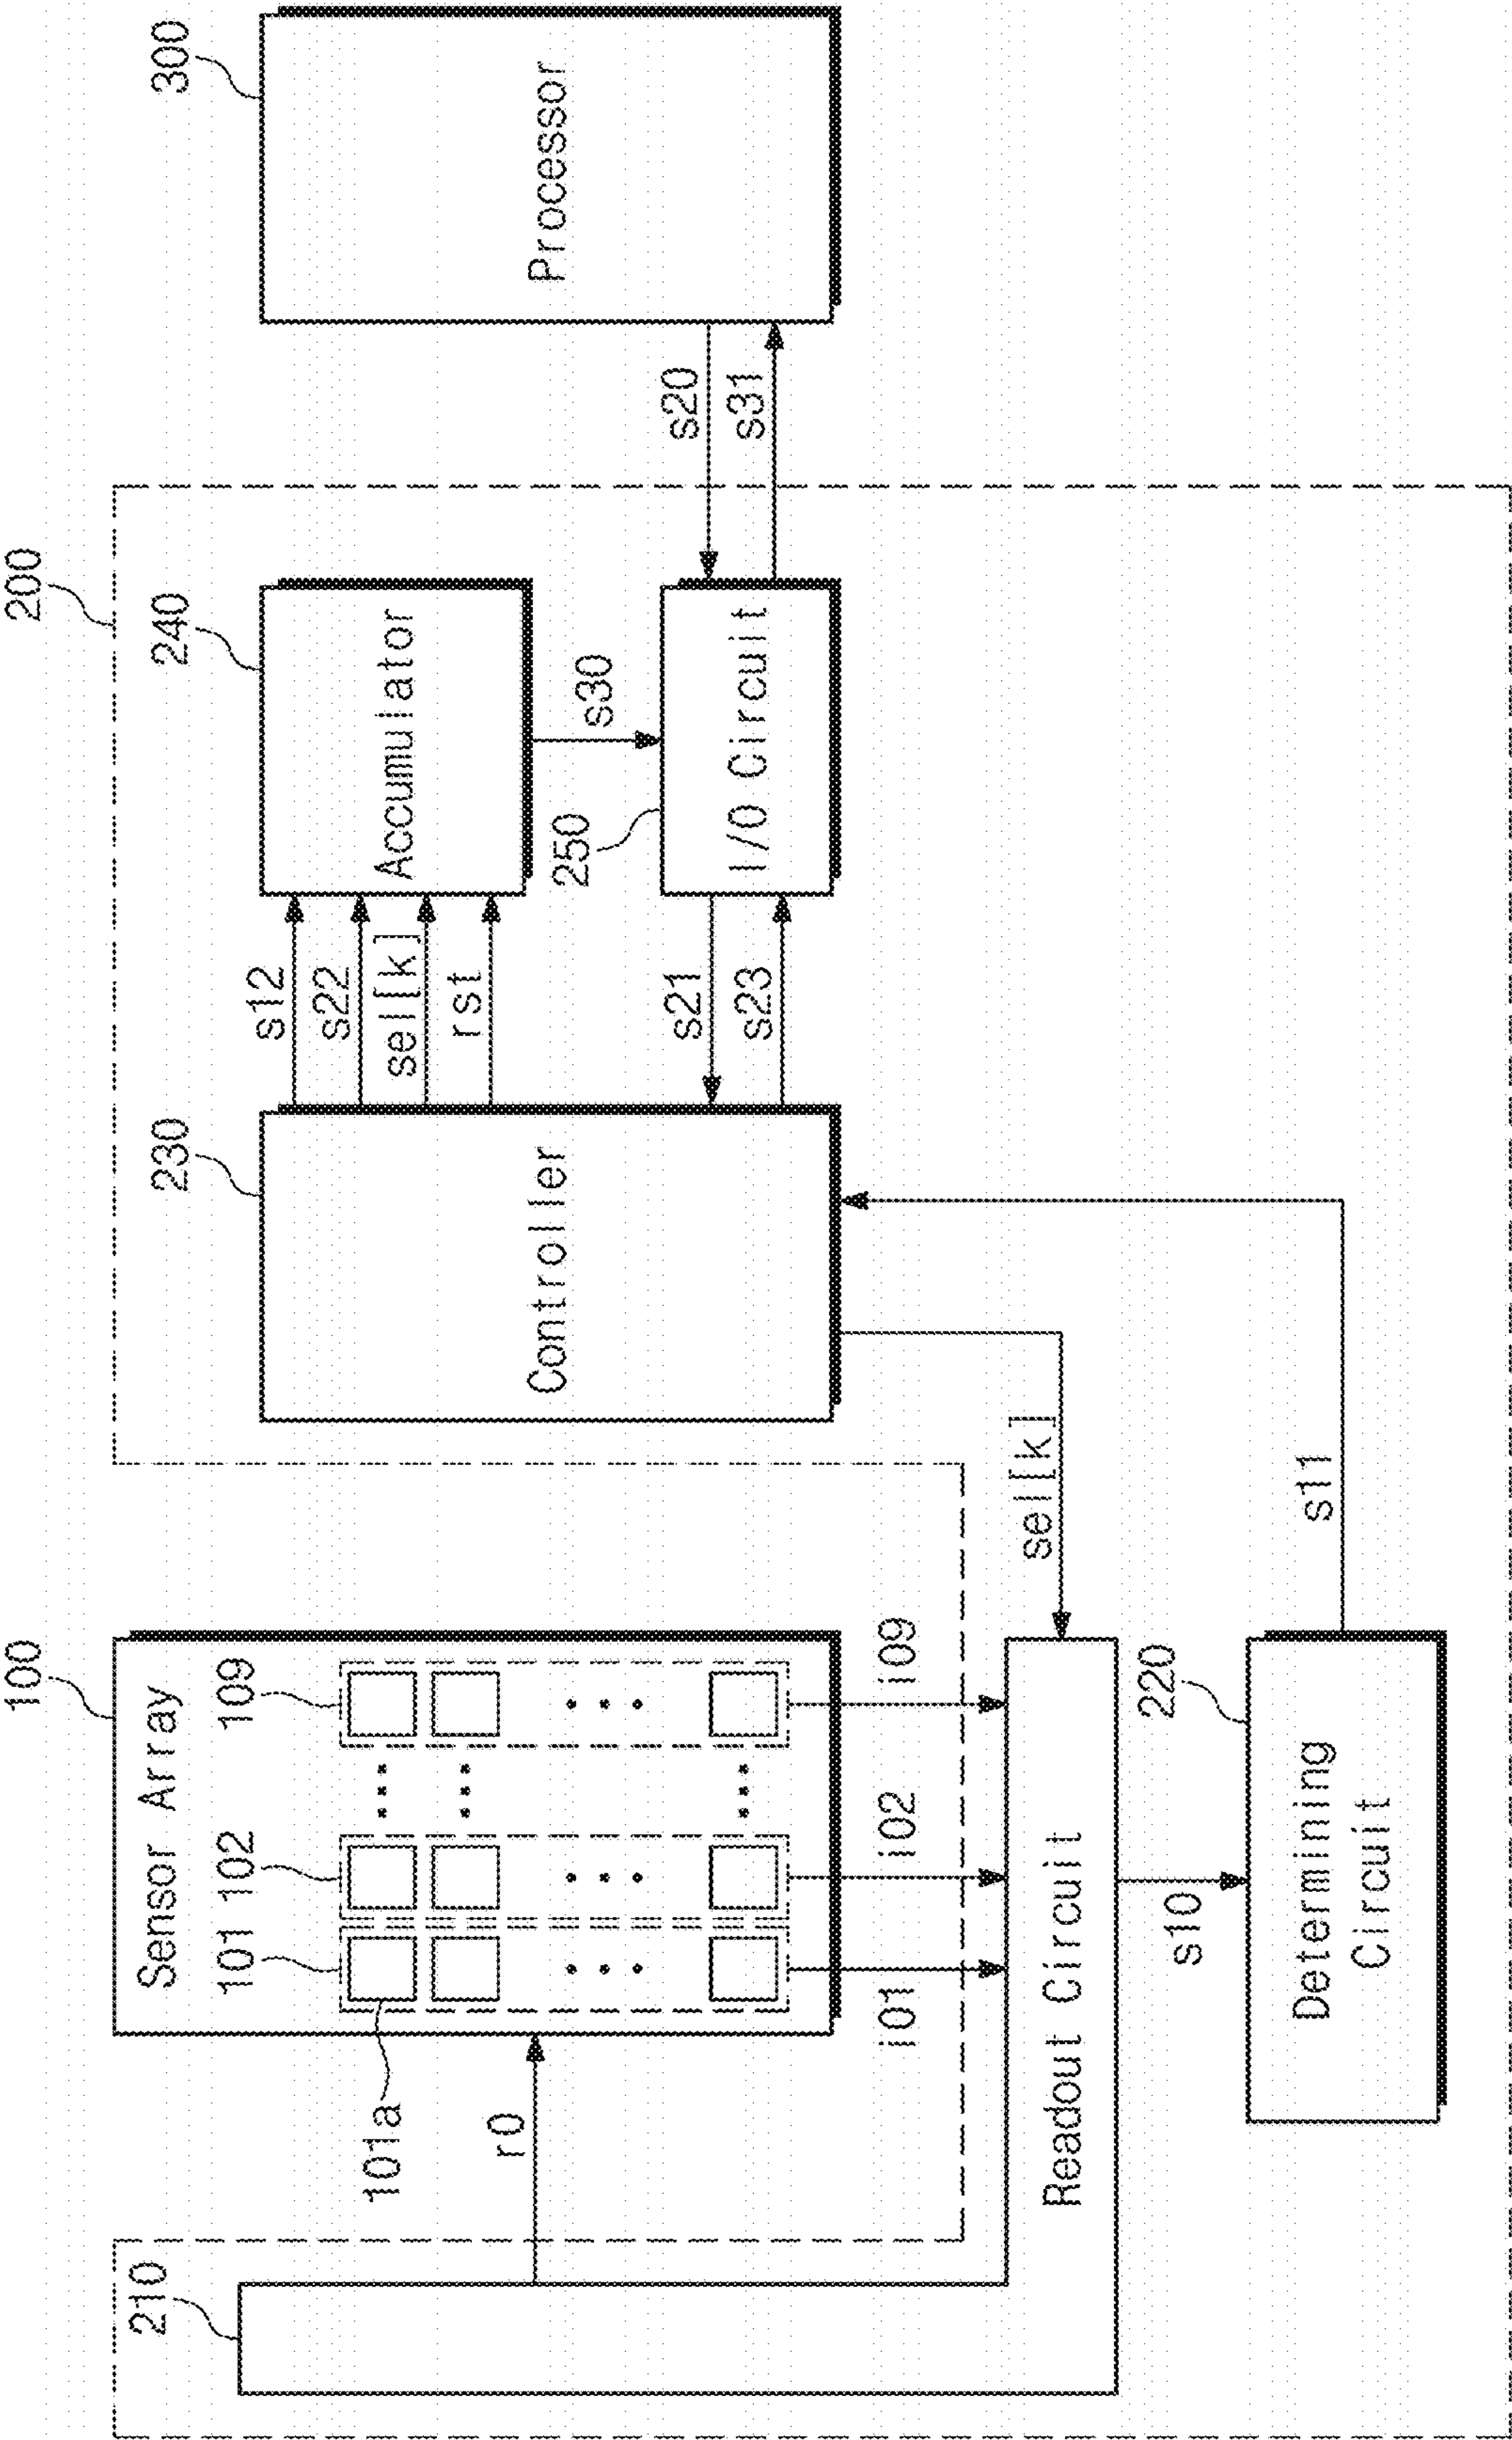 100
Sensor Array
101
102
109
101a
r0
i01
i02
i09
210
Readout Circuit
sel[k]
s10
220
Determining
Circuit
s11
200
230
Controller
s12
s22
sel[k]
rst
s21
s23
240
Accumulator
s30
250
I/O Circuit
s20
s31
300
Processor